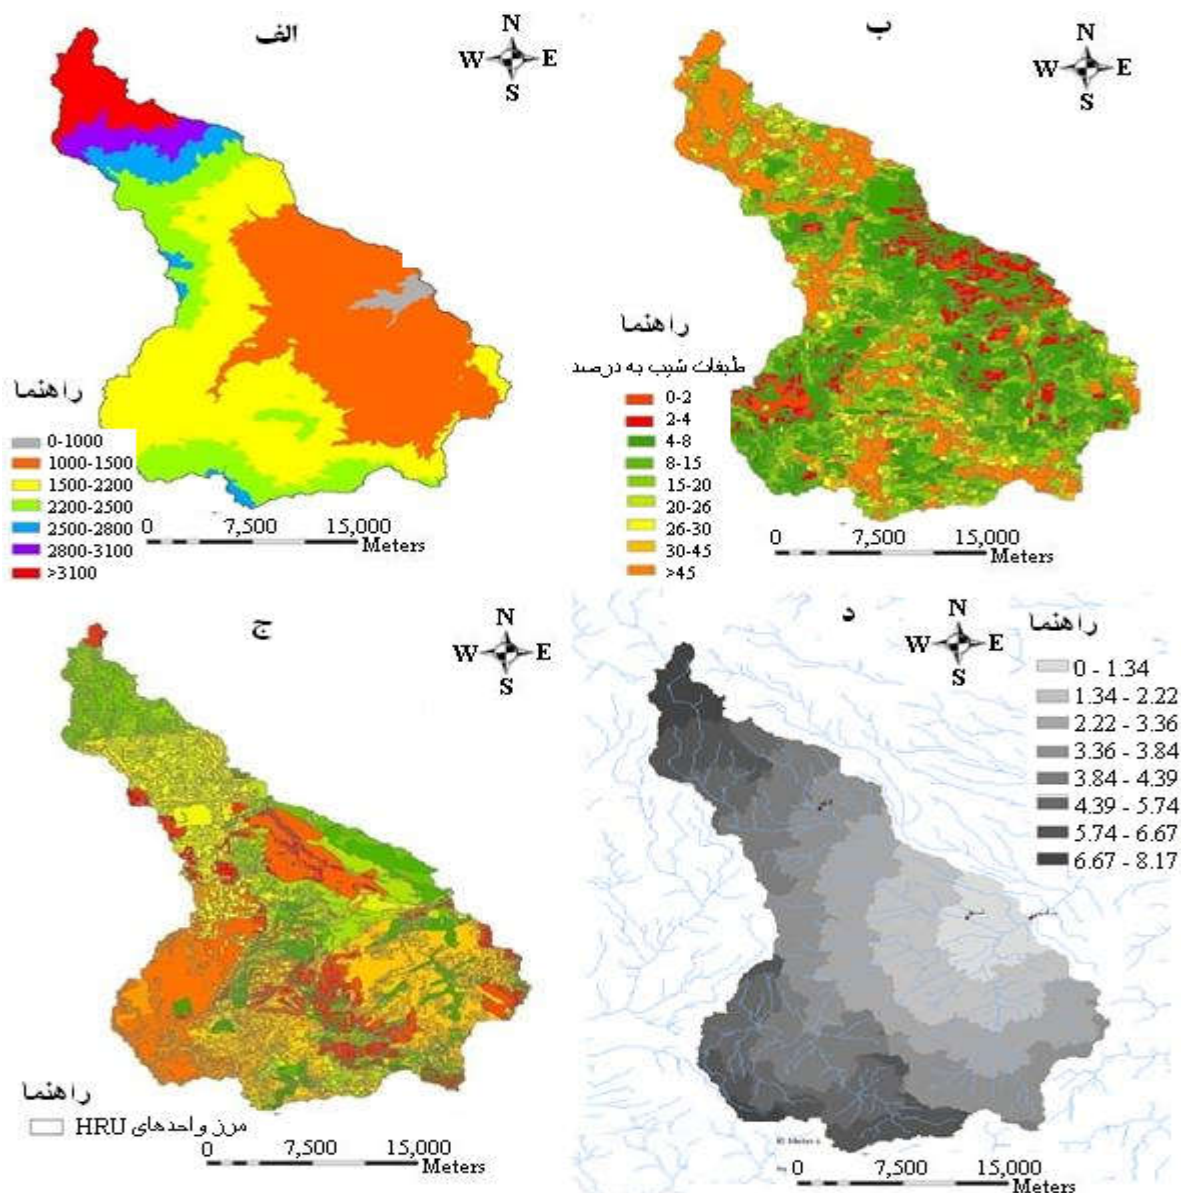 الف
N
W E
S
راهنما
0-1000
1000-1500
1500-2200
2200-2500
2500-2800
2800-3100
>3100
0 7,500 15,000
Meters
ب
N
W E
S
راهنما
طبقات شیب به درصد
0-2
2-4
4-8
8-15
15-20
20-26
26-30
30-45
>45
0 7,500 15,000
Meters
ج
N
W E
S
راهنما
مرز واحدهای HRU
0 7,500 15,000
Meters
د
N
W E
S
راهنما
0 - 1.34
1.34 - 2.22
2.22 - 3.36
3.36 - 3.84
3.84 - 4.39
4.39 - 5.74
5.74 - 6.67
6.67 - 8.17
0 7,500 15,000
Meters